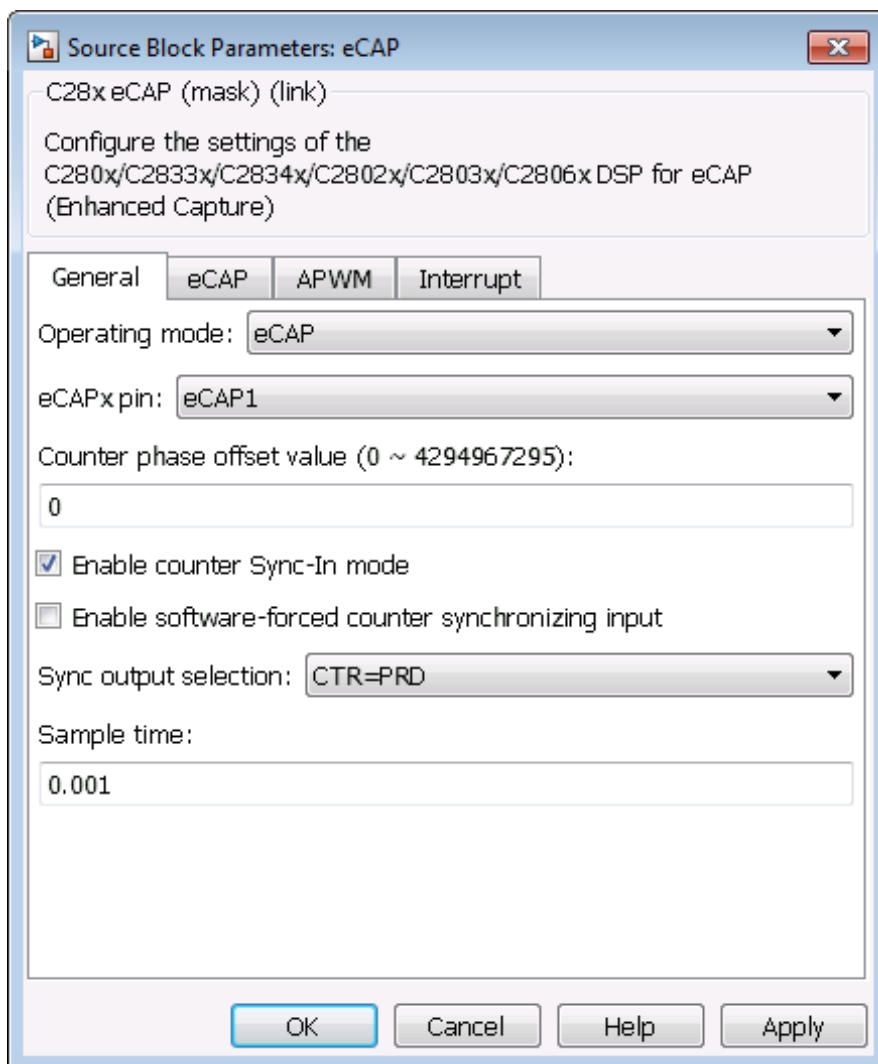 Source Block Parameters: eCAP
C28x eCAP (mask) (link)
Configure the settings of the
C280x/C2833x/C2834x/C2802x/C2803x/C2806x DSP for eCAP
(Enhanced Capture)
General eCAP APWM Interrupt
Operating mode: eCAP
eCAPx pin: eCAP1
Counter phase offset value (0 ~ 4294967295):
0
Enable counter Sync-In mode
Enable software-forced counter synchronizing input
Sync output selection: CTR=PRD
Sample time:
0.001
OK Cancel Help Apply